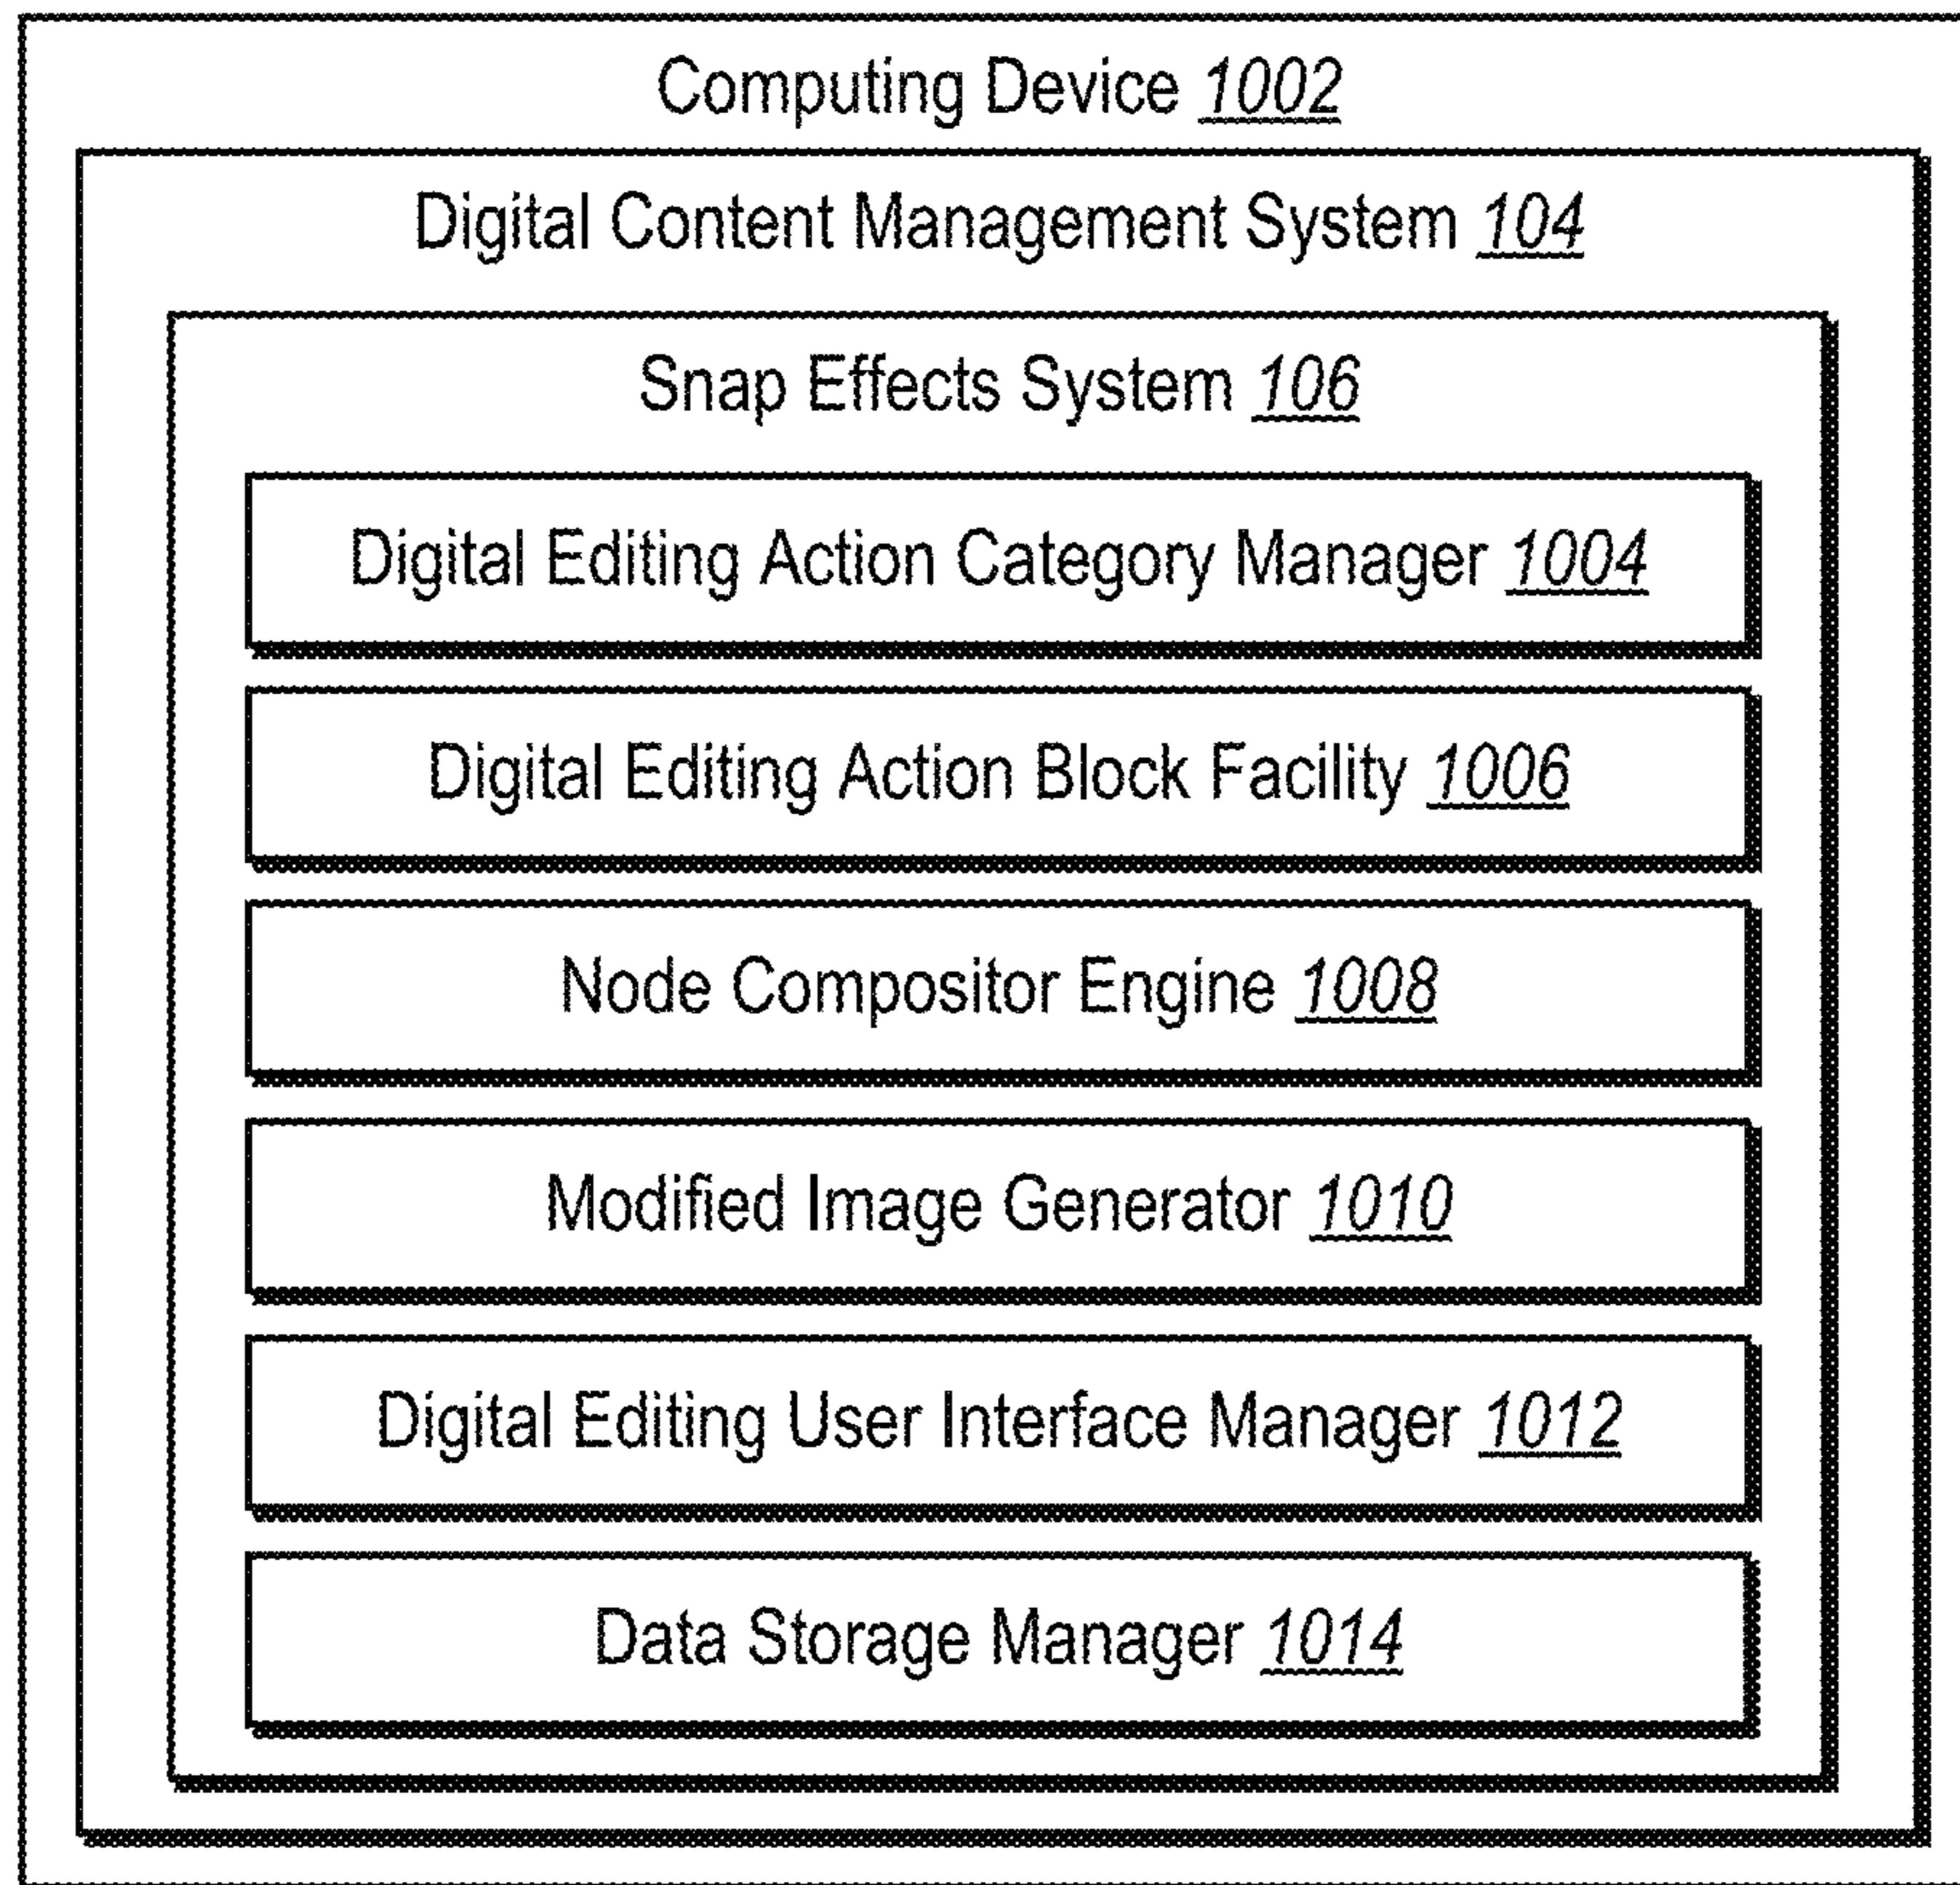 Computing Device 1002
Digital Content Management System 104
Snap Effects System 106
Digital Editing Action Category Manager 1004
Digital Editing Action Block Facility 1006
Node Compositor Engine 1008
Modified Image Generator 1010
Digital Editing User Interface Manager 1012
Data Storage Manager 1014